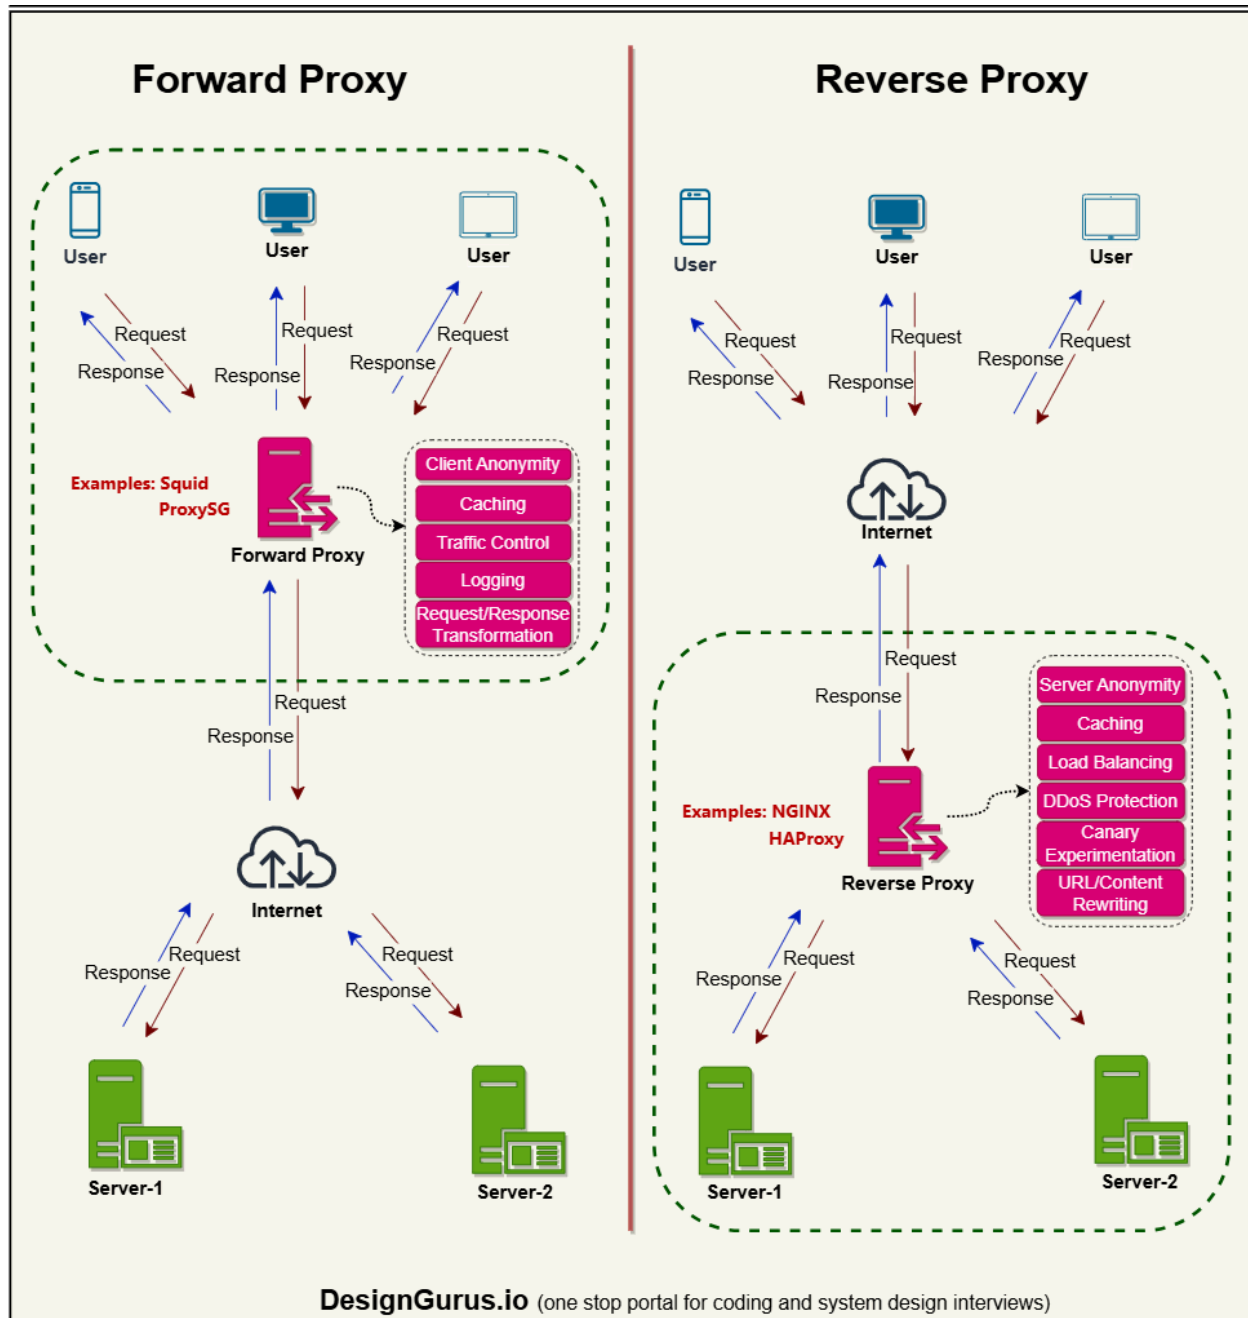 Forward Proxy
User
User
User
Request
Response
Request
Response
Request
Response
Examples: Squid
ProxySG
Forward Proxy
Client Anonymity
Caching
Traffic Control
Logging
Request/Response
Transformation
Request
Response
Internet
Request
Response
Request
Response
Server-1
Server-2
Reverse Proxy
User
User
User
Request
Response
Request
Response
Request
Response
Internet
Request
Response
Examples: NGINX
HAProxy
Reverse Proxy
Server Anonymity
Caching
Load Balancing
DDoS Protection
Canary
Experimentation
URL/Content
Rewriting
Request
Response
Request
Response
Server-1
Server-2
DesignGurus.io (one stop portal for coding and system design interviews)